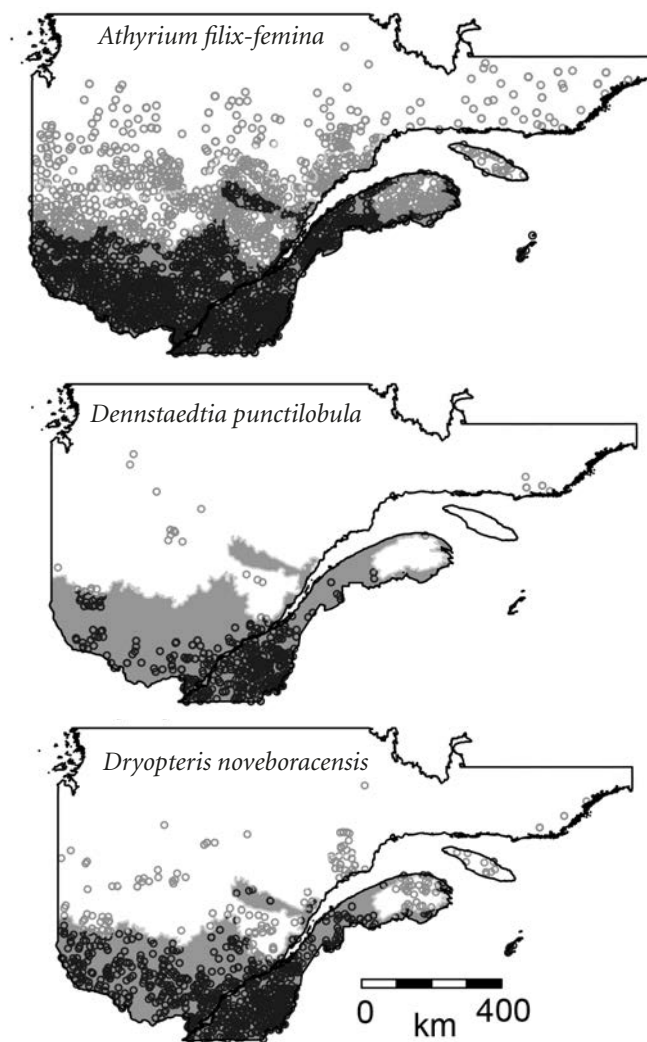 Athyrium filix-femina
Dennstaedtia punctilobula
Dryopteris noveboracensis
0 400
km